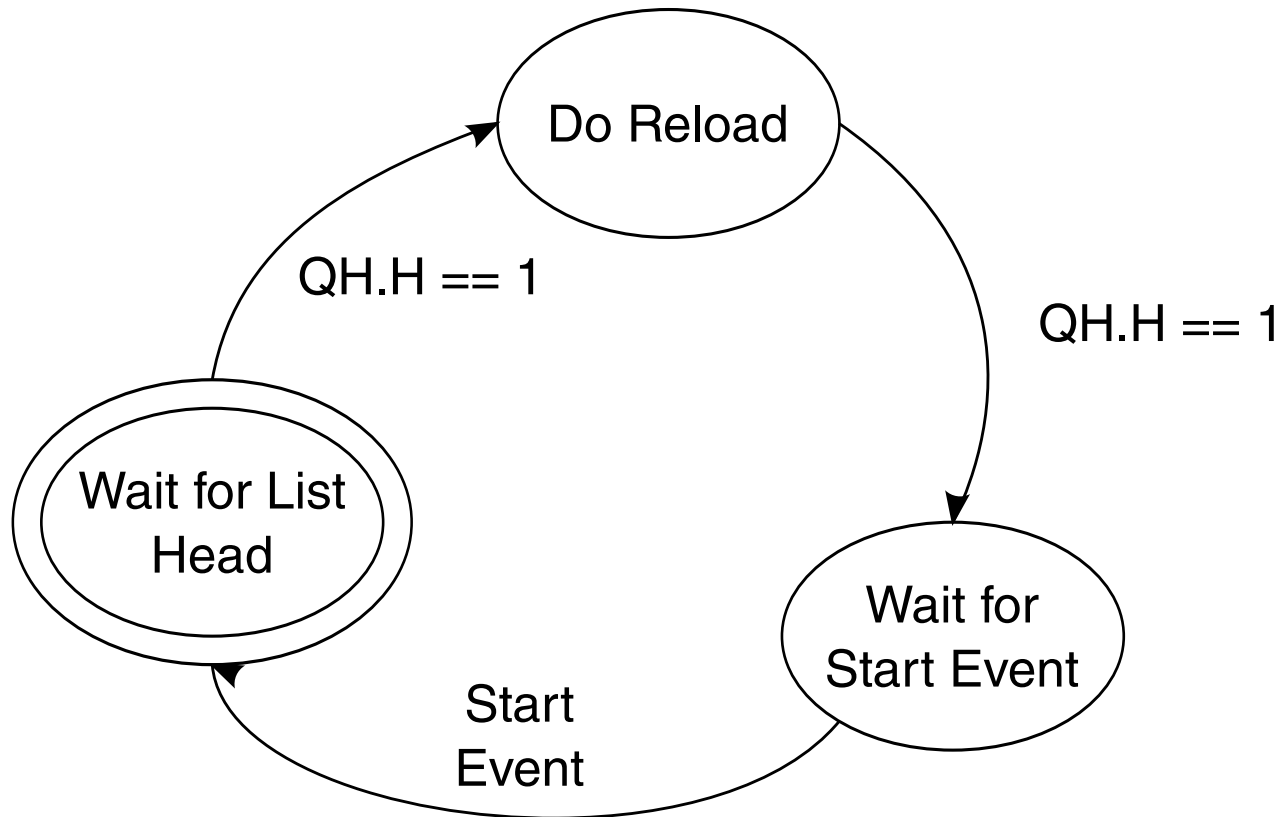 Do Reload
QH.H == 1
QH.H == 1
Wait for List
Head
Wait for
Start Event
Start
Event